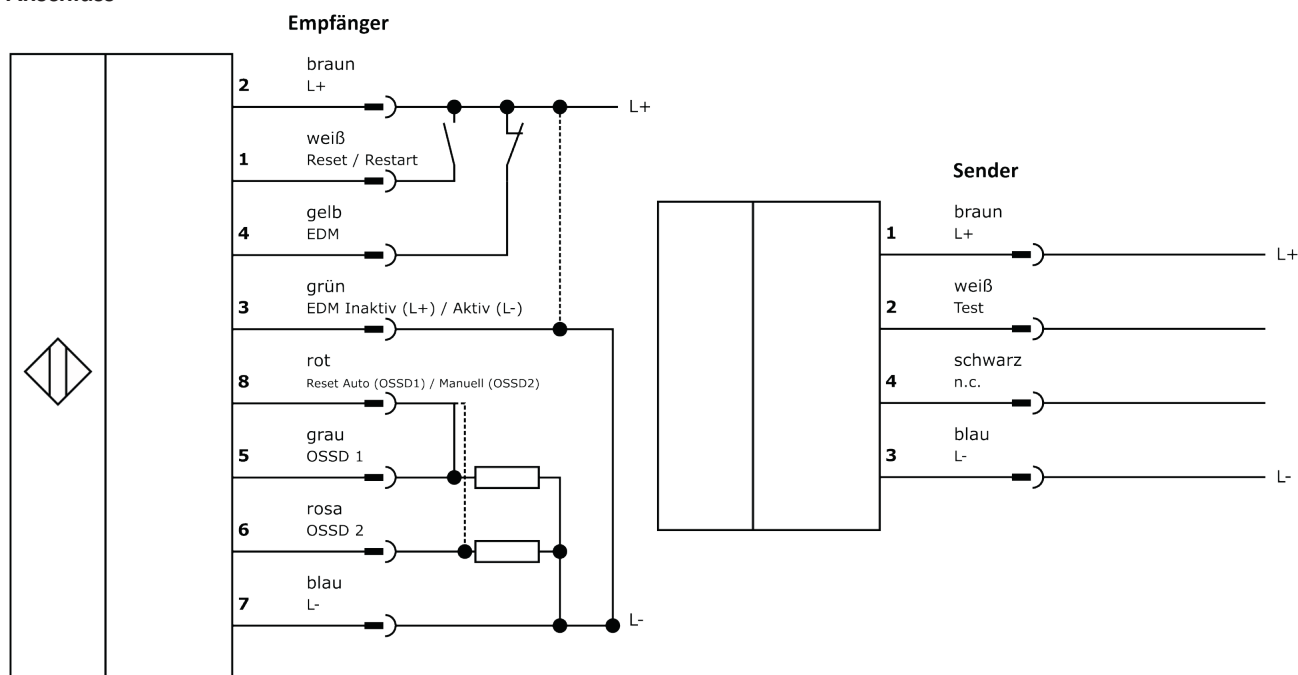 Empfänger
braun
2 L+
L+
weiß
1 Reset / Restart
gelb
4 EDM
grün
3 EDM Inaktiv (L+) / Aktiv (L-)
rot
8 Reset Auto (OSSD1) / Manuell (OSSD2)
grau
5 OSSD 1
rosa
6 OSSD 2
blau
7 L-
L-
Sender
braun
1 L+
L+
weiß
2 Test
schwarz
4 n.c.
blau
3 L-
L-